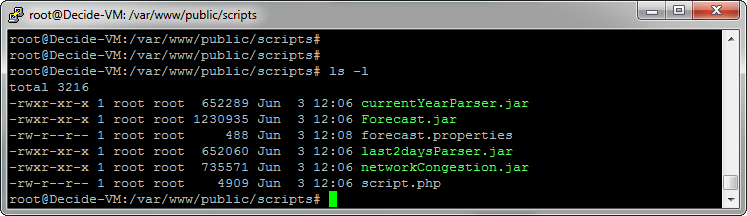 root@Decide-VM: /var/www/public/scripts
root@Decide-VM:/var/www/public/scripts#
root@Decide-VM:/var/www/public/scripts#
root@Decide-VM:/var/www/public/scripts# ls -l
total 3216
-rwxr-xr-x 1 root root  652289 Jun  3 12:06 currentYearParser.jar
-rwxr-xr-x 1 root root 1230935 Jun  3 12:06 Forecast.jar
-rw-r--r-- 1 root root     488 Jun  3 12:08 forecast.properties
-rwxr-xr-x 1 root root  652060 Jun  3 12:06 last2daysParser.jar
-rwxr-xr-x 1 root root  735571 Jun  3 12:06 networkCongestion.jar
-rw-r--r-- 1 root root    4909 Jun  3 12:06 script.php
root@Decide-VM:/var/www/public/scripts#